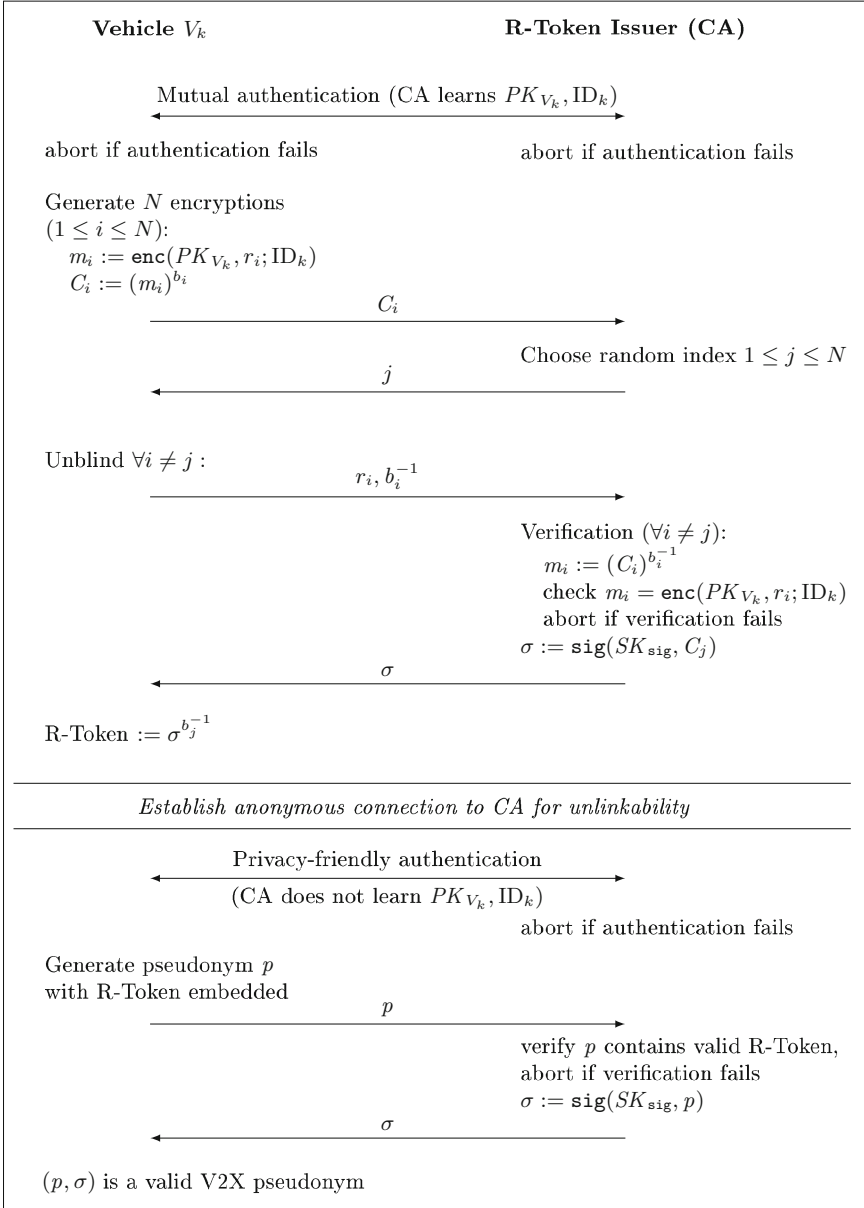 Vehicle V_k
R-Token Issuer (CA)
Mutual authentication (CA learns PK_{V_k}, ID_k)
abort if authentication fails
abort if authentication fails
Generate N encryptions
(1 ≤ i ≤ N):
m_i := enc(PK_{V_k}, r_i; ID_k)
C_i := (m_i)^{b_i}
C_i
Choose random index 1 ≤ j ≤ N
j
Unblind ∀i ≠ j :
r_i, b_i^{-1}
Verification (∀i ≠ j):
m_i := (C_i)^{b_i^{-1}}
check m_i = enc(PK_{V_k}, r_i; ID_k)
abort if verification fails
σ := sig(SK_{sig}, C_j)
σ
R-Token := σ^{b_j^{-1}}
Establish anonymous connection to CA for unlinkability
Privacy-friendly authentication
(CA does not learn PK_{V_k}, ID_k)
abort if authentication fails
Generate pseudonym p
with R-Token embedded
p
verify p contains valid R-Token,
abort if verification fails
σ := sig(SK_{sig}, p)
σ
(p, σ) is a valid V2X pseudonym